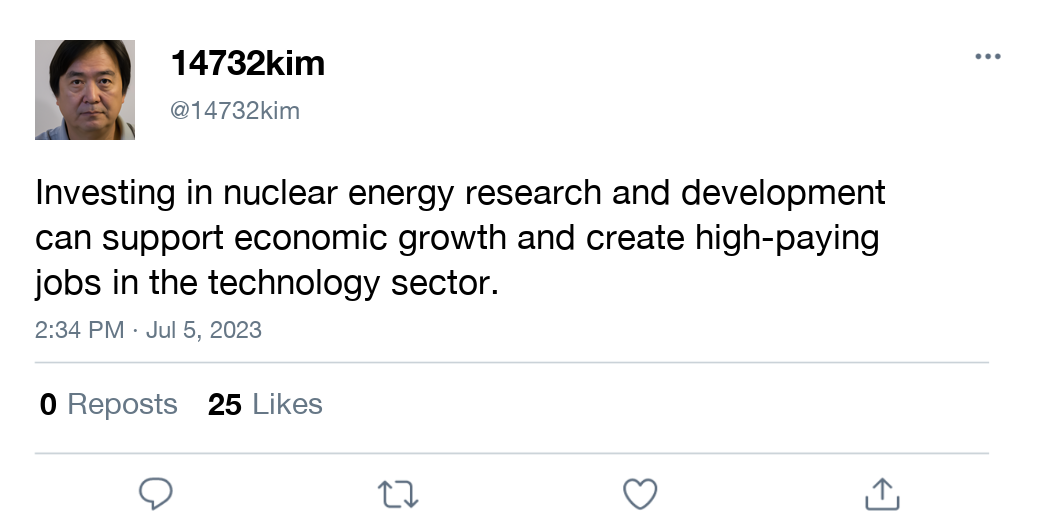 14732kim
@14732kim
Investing in nuclear energy research and development
can support economic growth and create high-paying
jobs in the technology sector.
2:34 PM · Jul 5, 2023
0 Reposts 25 Likes